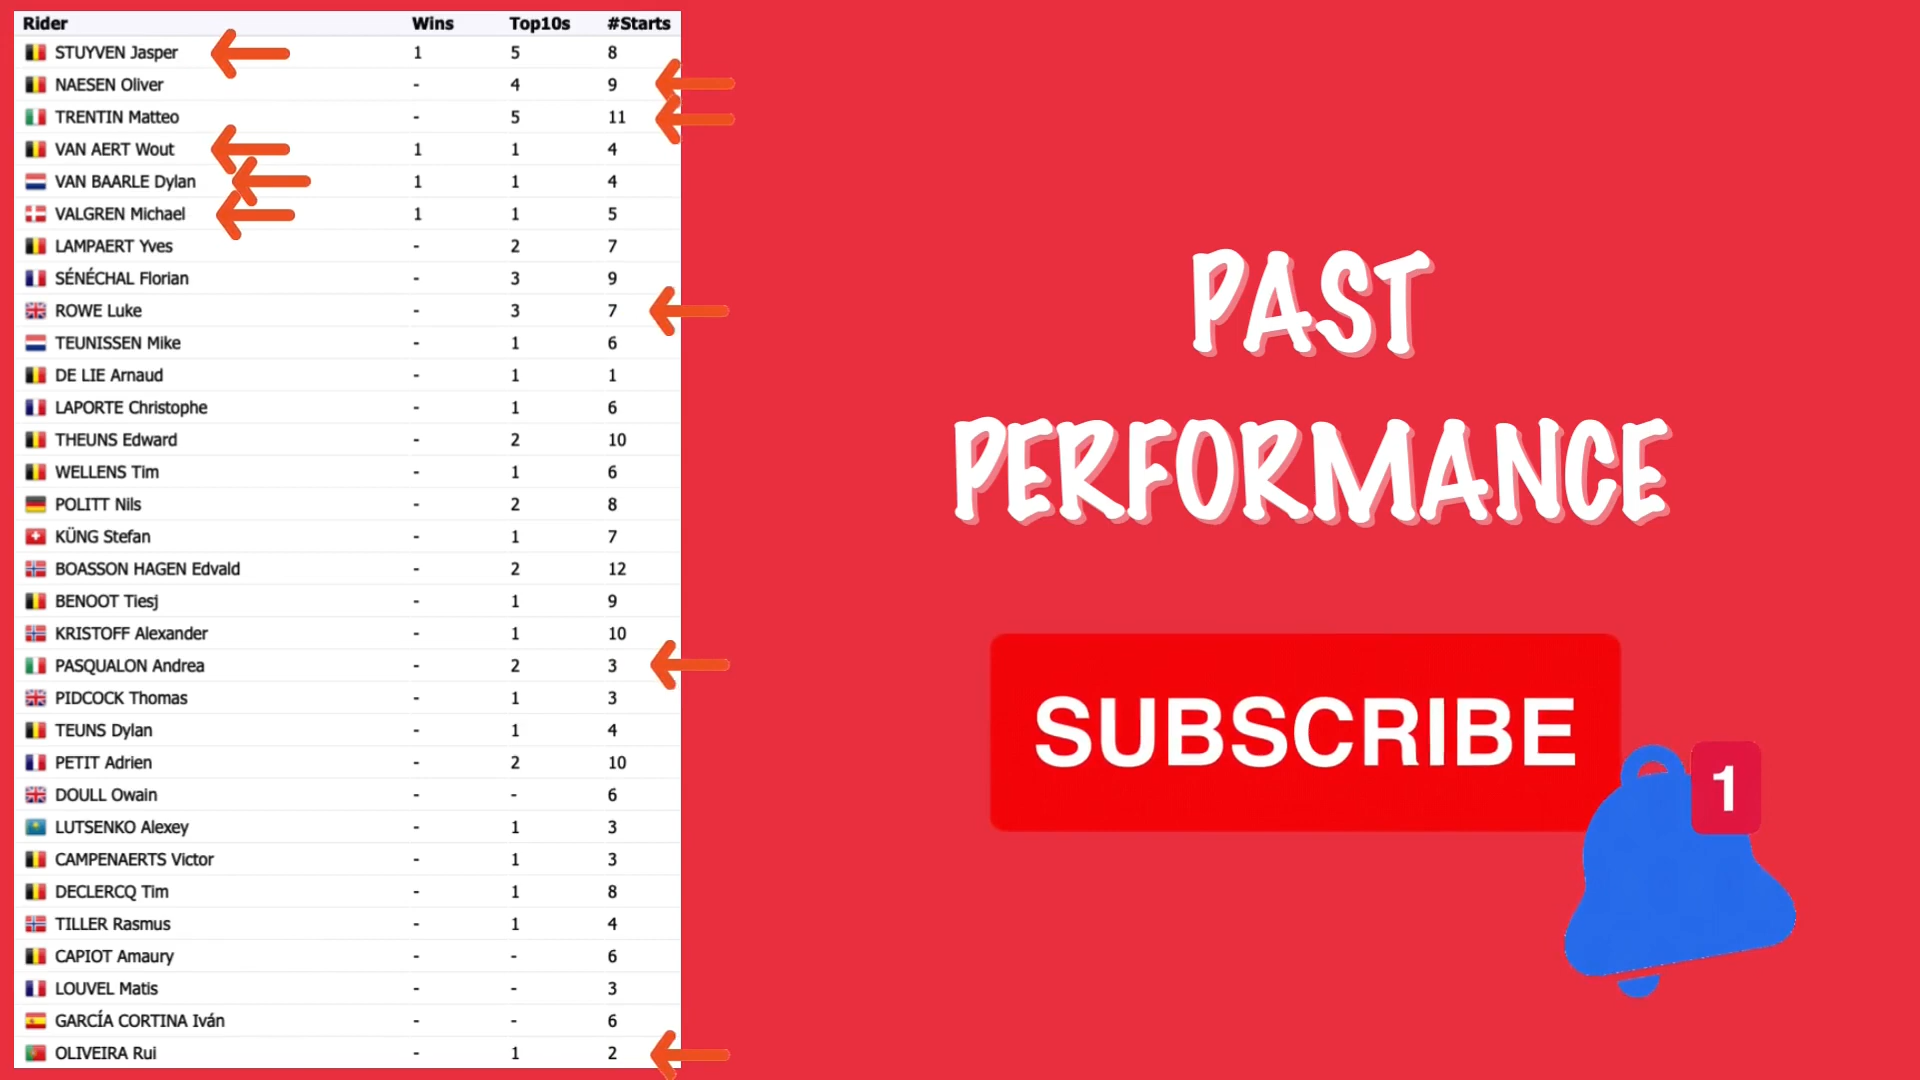 Rider Wins Top10s #Starts
STUYVEN Jasper 1 5 8
NAESEN Oliver - 4 9
TRENTIN Matteo - 5 11
VAN AERT Wout 1 1 4
VAN BAARLE Dylan 1 1 4
VALGREN Michael 1 1 5
LAMPAERT Yves - 2 7
SÉNÉCHAL Florian - 3 9
ROWE Luke - 3 7
TEUNISSEN Mike - 1 6
DE LIE Arnaud - 1 1
LAPORTE Christophe - 1 6
THEUNS Edward - 2 10
WELLENS Tim - 1 6
POLITT Nils - 2 8
KÜNG Stefan - 1 7
BOASSON HAGEN Edvald - 2 12
BENOOT Tiesj - 1 9
KRISTOFF Alexander - 1 10
PASQUALON Andrea - 2 3
PIDCOCK Thomas - 1 3
TEUNS Dylan - 1 4
PETIT Adrien - 2 10
DOULL Owain - - 6
LUTSENKO Alexey - 1 3
CAMPENAERTS Victor - 1 3
DECLERCQ Tim - 1 8
TILLER Rasmus - 1 4
CAPIOT Amaury - - 6
LOUVEL Matis - - 3
GARCÍA CORTINA Iván - - 6
OLIVEIRA Rui - 1 2
PAST
PERFORMANCE
SUBSCRIBE
1